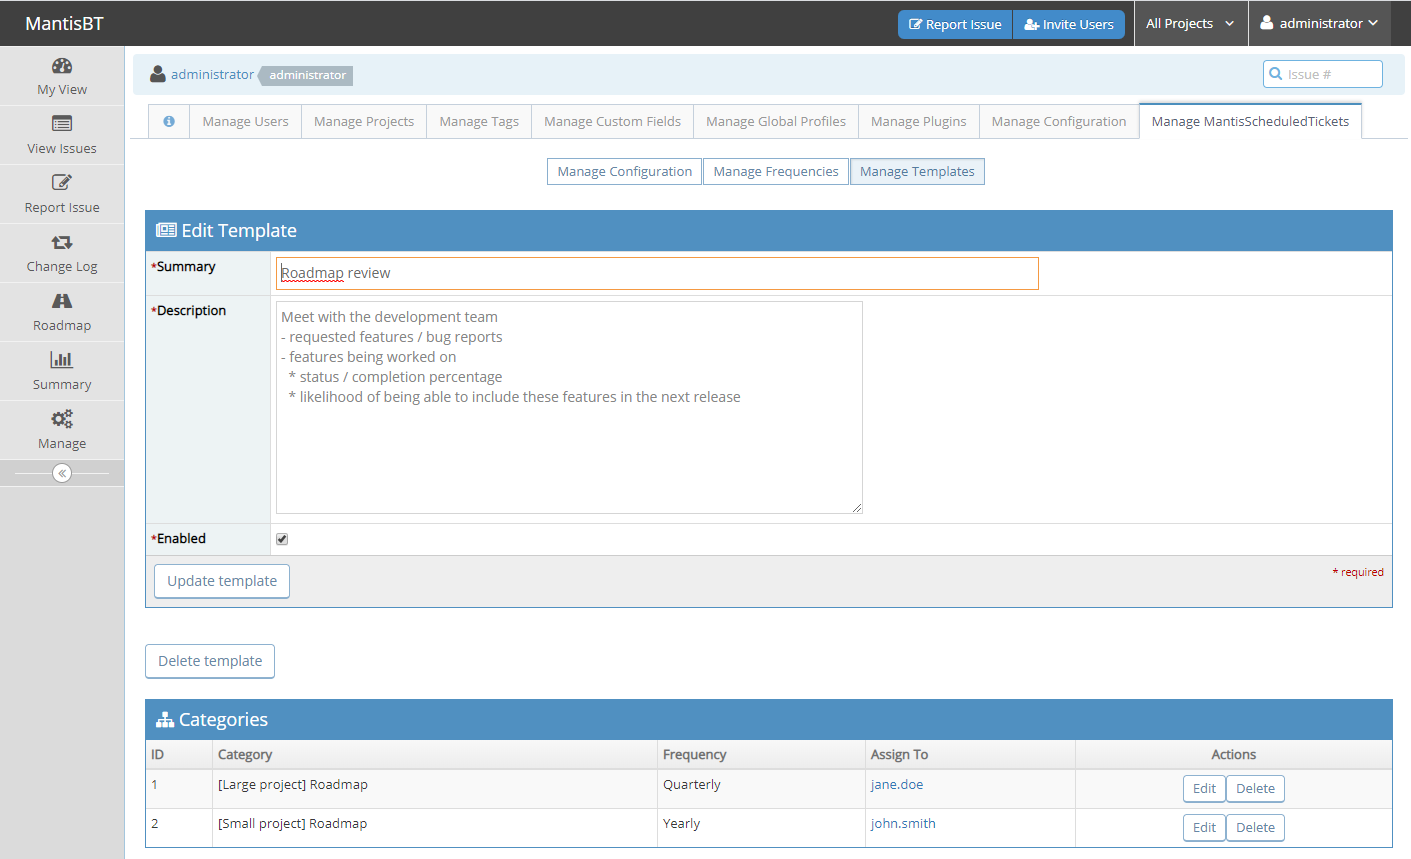 MantisBT
Report Issue
Invite Users
All Projects
administrator
My View
View Issues
Report Issue
Change Log
Roadmap
Summary
Manage
administrator
administrator
Issue #
Manage Users
Manage Projects
Manage Tags
Manage Custom Fields
Manage Global Profiles
Manage Plugins
Manage Configuration
Manage MantisScheduledTickets
Manage Configuration
Manage Frequencies
Manage Templates
Edit Template
*Summary
Roadmap review
*Description
Meet with the development team
- requested features / bug reports
- features being worked on
* status / completion percentage
* likelihood of being able to include these features in the next release
*Enabled
Update template
* required
Delete template
Categories
ID Category Frequency Assign To Actions
1 [Large project] Roadmap Quarterly jane.doe Edit Delete
2 [Small project] Roadmap Yearly john.smith Edit Delete